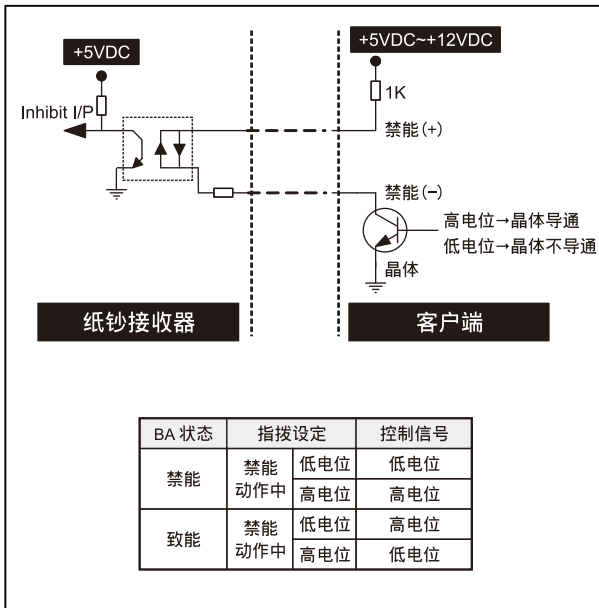 +5VDC
+5VDC~+12VDC
1K
Inhibit I/P
禁能(+)
禁能(−)
高电位→晶体导通
低电位→晶体不导通
晶体
纸钞接收器
客户端
BA 状态 指拨设定 控制信号
禁能 禁能动作中 低电位 低电位
高电位 高电位
致能 禁能动作中 低电位 高电位
高电位 低电位